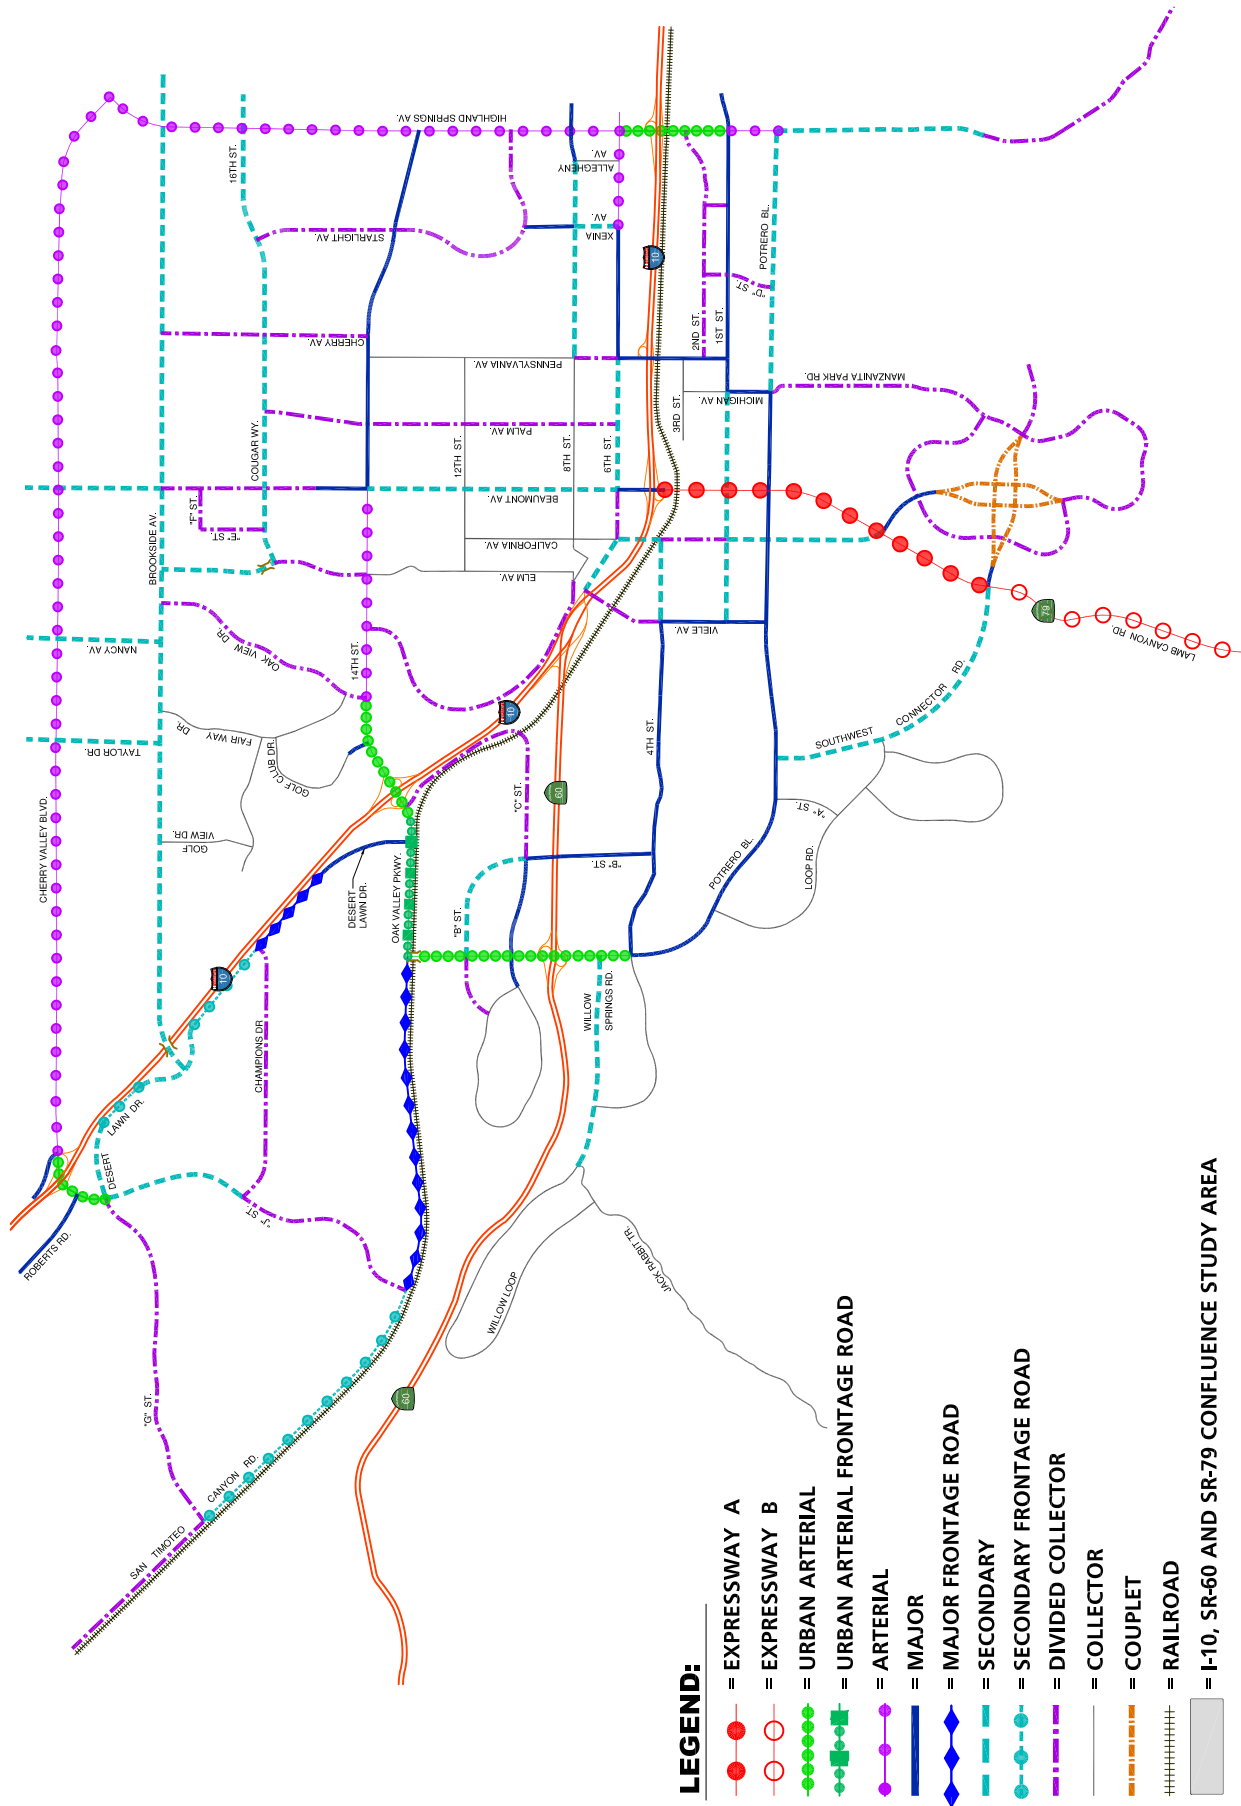 HIGHLAND SPRINGS AV.
16TH ST.
ALLEGHENY
AV.
XENIA
AV.
STARLIGHT AV.
10
POTRERO BL.
"D" ST.
2ND ST.
1ST ST.
CHERRY AV.
PENNSYLVANIA AV.
MANZANITA PARK RD.
MICHIGAN AV.
3RD ST.
COUGAR WY.
PALM AV.
12TH ST.
8TH ST.
6TH ST.
BEAUMONT AV.
"F" ST.
"E" ST.
BROOKSIDE AV.
CALIFORNIA AV.
ELM AV.
79
LAMB CANYON RD.
NANCY AV.
OAK VIEW DR.
14TH ST.
VIELE AV.
SOUTHWEST CONNECTOR RD.
TAYLOR DR.
FAIR WAY DR.
GOLF CLUB DR.
10
4TH ST.
"C" ST.
60
"A" ST.
CHERRY VALLEY BLVD.
GOLF
VIEW DR.
DESERT
LAWN DR.
OAK VALLEY PKWY.
"B" ST.
"B" ST.
POTRERO BL.
LOOP RD.
10
CHAMPIONS DR
WILLOW
SPRINGS RD.
DESERT LAWN DR.
"J" ST.
ROBERTS RD.
WILLOW LOOP
JACK RABBIT TR.
"G" ST.
60
SAN TIMOTEO CANYON RD.
LEGEND:
= EXPRESSWAY A
= EXPRESSWAY B
= URBAN ARTERIAL
= URBAN ARTERIAL FRONTAGE ROAD
= ARTERIAL
= MAJOR
= MAJOR FRONTAGE ROAD
= SECONDARY
= SECONDARY FRONTAGE ROAD
= DIVIDED COLLECTOR
= COLLECTOR
= COUPLET
= RAILROAD
= I-10, SR-60 AND SR-79 CONFLUENCE STUDY AREA